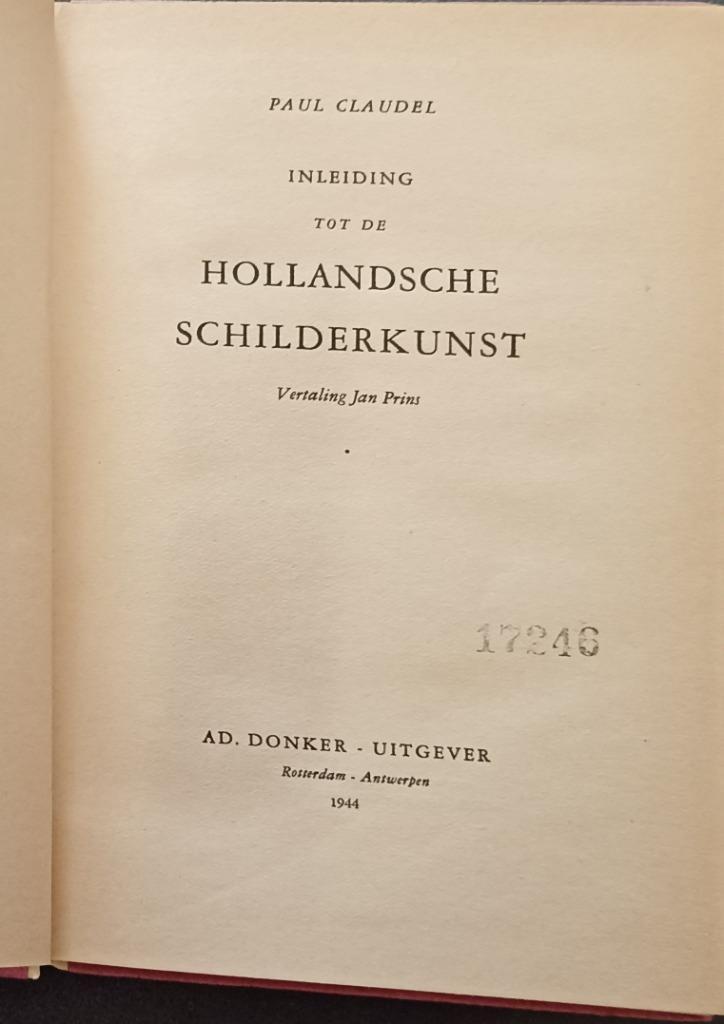 PAUL CLAUDEL
INLEIDING
TOT DE
HOLLANDSCHE
SCHILDERKUNST
Vertaling Jan Prins
17246
AD. DONKER - UITGEVER
Rotterdam - Antwerpen
1944